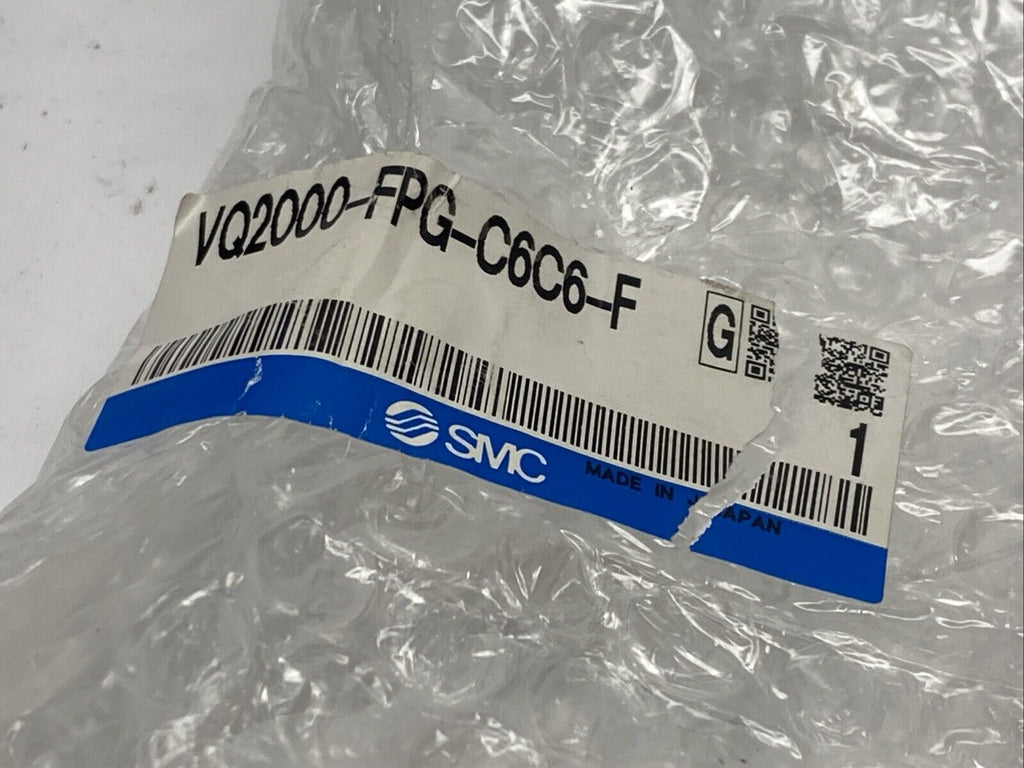 VQ2000-FPG-C6C6-F
G
1
SMC
MADE IN JAPAN